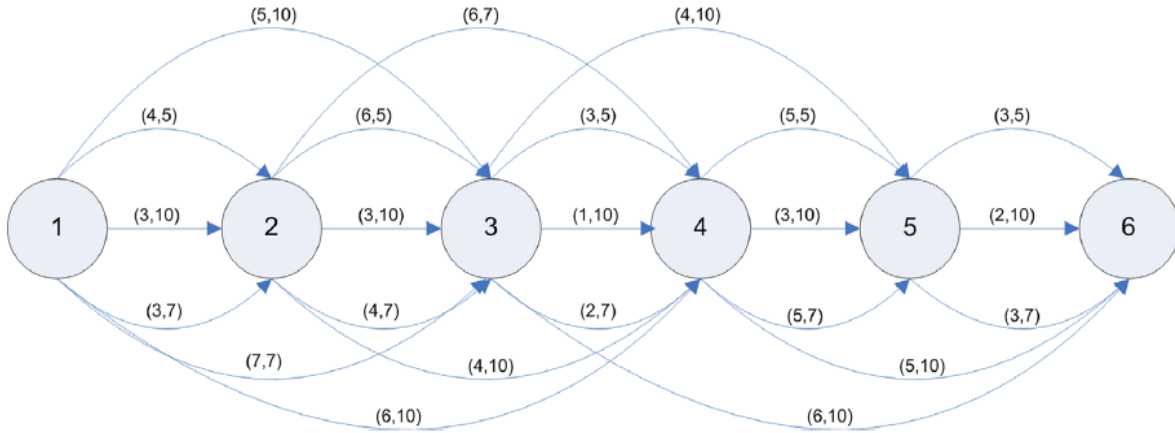 (5,10) (6,7) (4,10)
(4,5) (6,5) (3,5) (5,5) (3,5)
1 (3,10) 2 (3,10) 3 (1,10) 4 (3,10) 5 (2,10) 6
(3,7) (4,7) (2,7) (5,7) (3,7)
(7,7) (4,10) (5,10)
(6,10) (6,10)